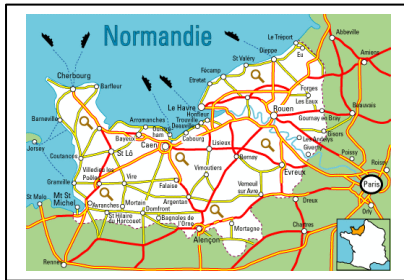 Normandie
Le Tréport
Abbeville
Dieppe
Eu
St Valéry
Amiens
Fécamp
Etretat
Cherbourg
Barfleur
Forges
Les Eaux
Le Havre
Honfleur
Rouen
Beauvais
Trouville
Deauville
Gournay en Bray
Arromanches
Barneville
Bayeux
Cabourg
Gisors
Caen
Lisieux
Les Andelys
Jersey
Giverny
Coutances
St Lô
Bernay
Poissy
Roissy
Villedieu les
Poêles
Vimoutiers
Evreux
Granville
Vire
Falaise
Paris
Mt St
Michel
Verneuil
sur Avre
St Malo
Argentan
Dreux
Orly
Avranches
Mortain
Domfront
St Hilaire
du Harcouet
Bagnoles de
l'Orne
Mortagne
Chartres
Alençon
Rennes